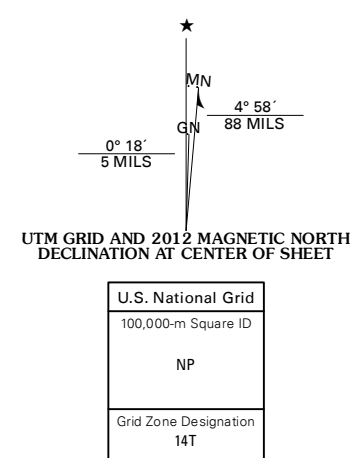 ★
MN
GN
4° 58´
88 MILS
0° 18´
5 MILS
UTM GRID AND 2012 MAGNETIC NORTH
DECLINATION AT CENTER OF SHEET
U.S. National Grid
100,000-m Square ID
NP
Grid Zone Designation
14T